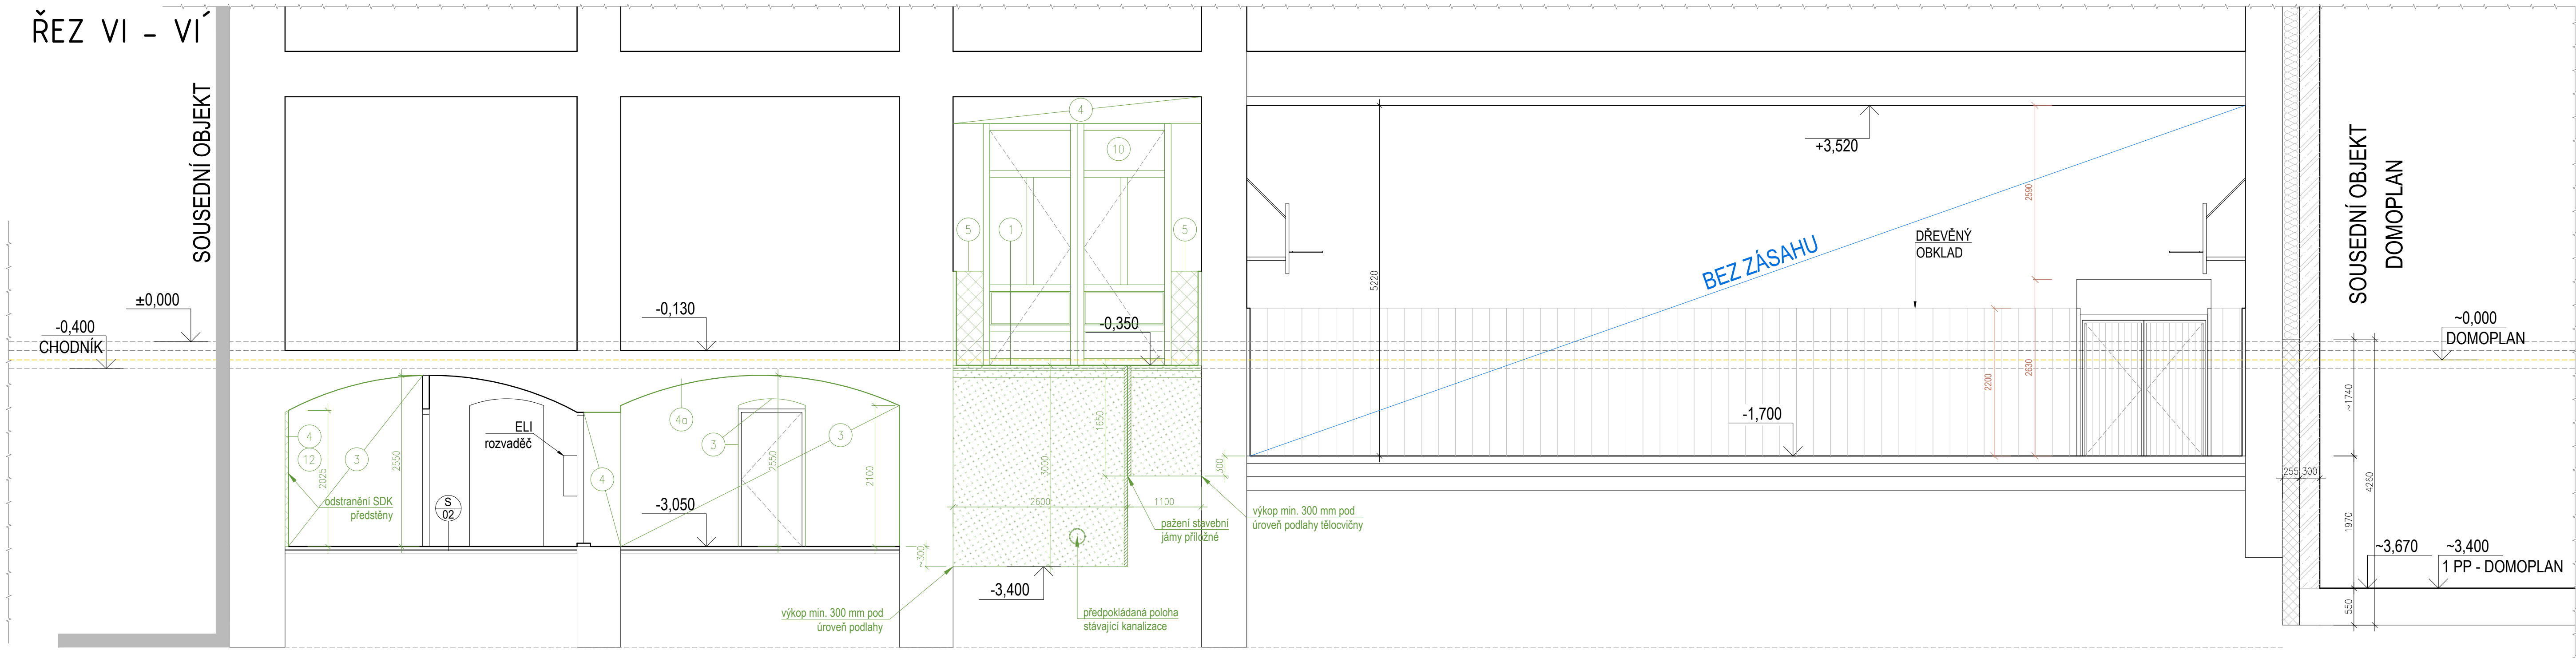 ŘEZ VI - VI´
SOUSEDNÍ OBJEKT
±0,000
-0,400
CHODNÍK
-0,130
-0,350
4
10
5
1
5
+3,520
BEZ ZÁSAHU
DŘEVĚNÝ
OBKLAD
5220
2590
2200
2630
-1,700
SOUSEDNÍ OBJEKT
DOMOPLAN
~0,000
DOMOPLAN
~1740
4260
1970
550
255
300
~3,670
~3,400
1 PP - DOMOPLAN
4
12
3
2025
2550
odstranění SDK
předstěny
ELI
rozvaděč
S
02
4
4a
3
3
2550
2100
-3,050
~300
3000
1650
2600
1100
300
-3,400
výkop min. 300 mm pod
úroveň podlahy
předpokládaná poloha
stávající kanalizace
pažení stavební
jámy příložné
výkop min. 300 mm pod
úroveň podlahy tělocvičny